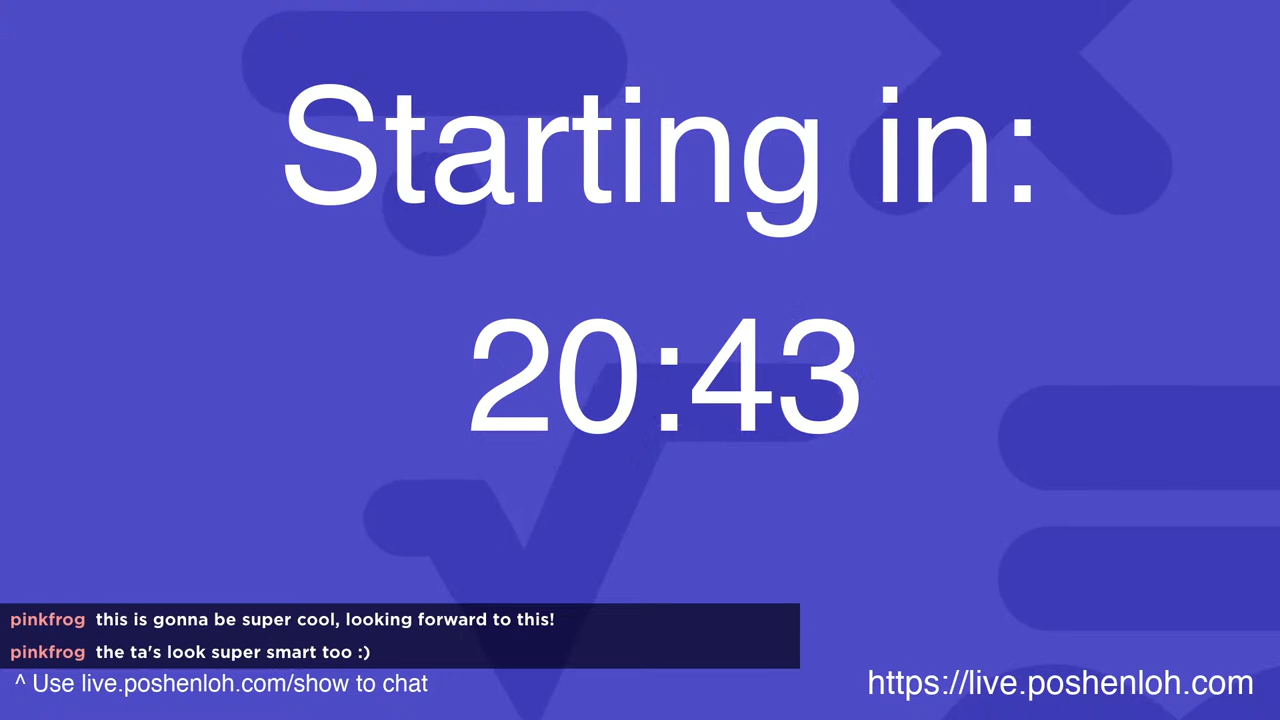 Starting in:
20:43
pinkfrog this is gonna be super cool, looking forward to this!
pinkfrog the ta's look super smart too :)
^ Use live.poshenloh.com/show to chat
https://live.poshenloh.com